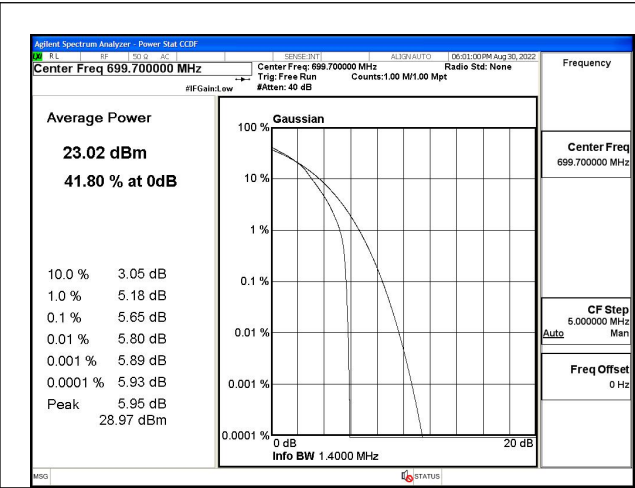 Agilent Spectrum Analyzer - Power Stat CCDF
RL RF 50 Ω AC SENSE:INT ALIGN AUTO 06:01:00 PM Aug 30, 2022
Center Freq 699.700000 MHz
Center Freq: 699.700000 MHz Radio Std: None
Trig: Free Run Counts:1.00 M/1.00 Mpt
#IFGain:Low #Atten: 40 dB
Frequency
Average Power
23.02 dBm
41.80 % at 0dB
10.0 % 3.05 dB
1.0 % 5.18 dB
0.1 % 5.65 dB
0.01 % 5.80 dB
0.001 % 5.89 dB
0.0001 % 5.93 dB
Peak 5.95 dB
28.97 dBm
Gaussian
100 %
10 %
1 %
0.1 %
0.01 %
0.001 %
0.0001 %
0 dB 20 dB
Info BW 1.4000 MHz
Center Freq
699.700000 MHz
CF Step
5.000000 MHz
Auto Man
Freq Offset
0 Hz
MSG STATUS